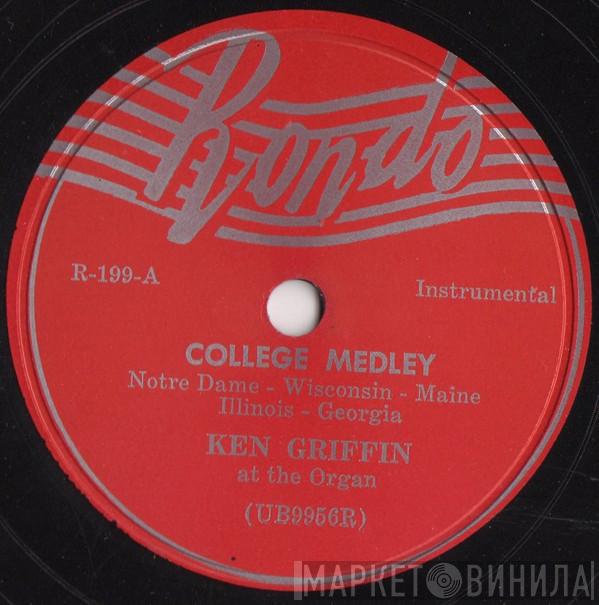 Rondo
R-199-A
Instrumental
COLLEGE MEDLEY
Notre Dame - Wisconsin - Maine
Illinois - Georgia
KEN GRIFFIN
at the Organ
(UB9956R)
МАРКЕТ ВИНИЛА